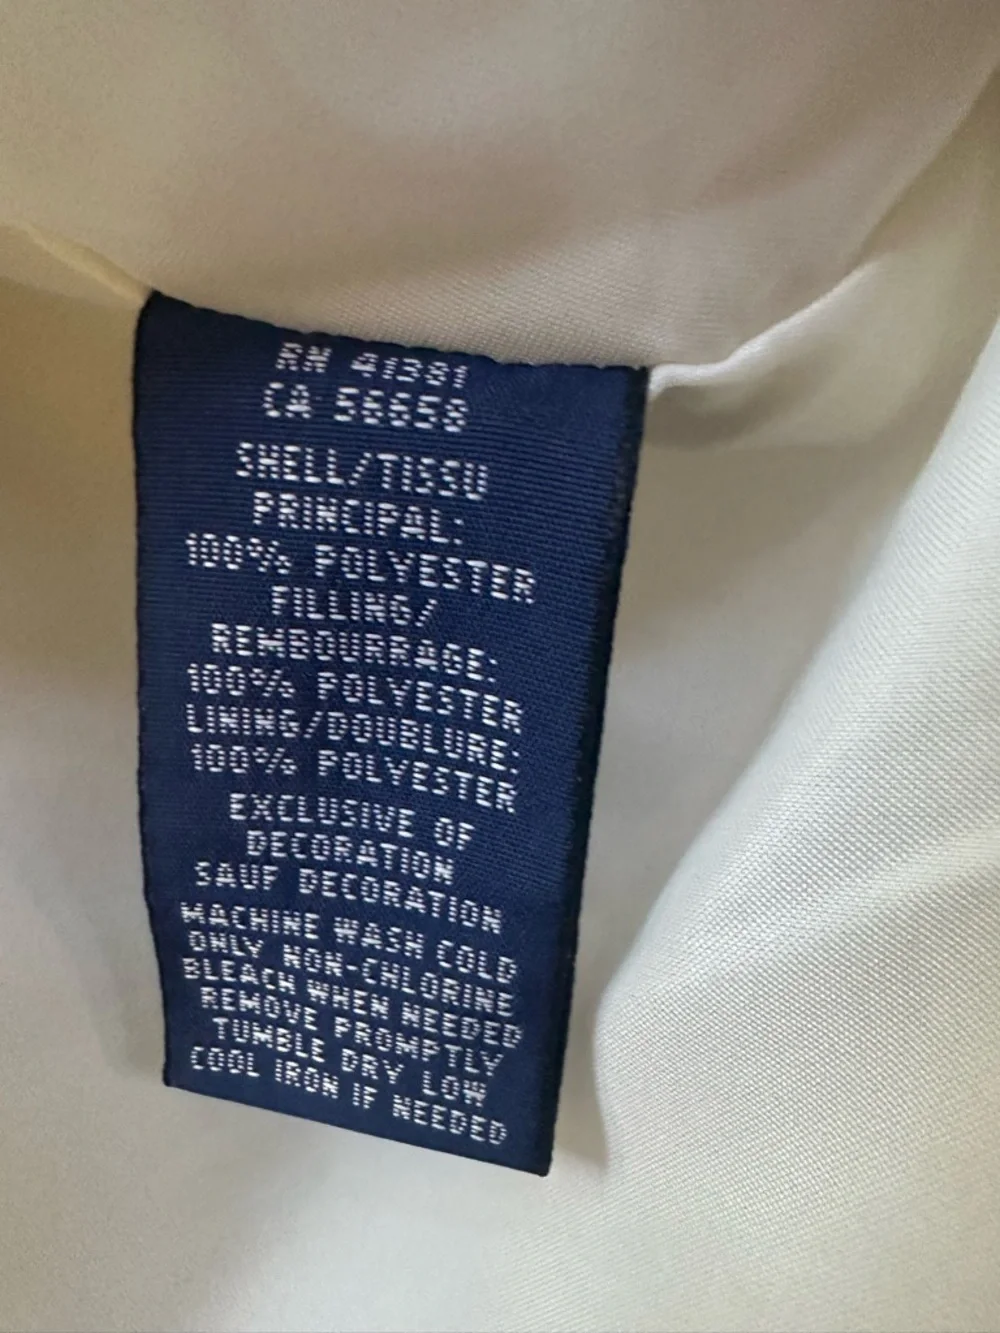 RN 41381
CA 56658
SHELL/TISSU
PRINCIPAL:
100% POLYESTER
FILLING/
REMBOURRAGE:
100% POLYESTER
LINING/DOUBLURE:
100% POLYESTER
EXCLUSIVE OF
DECORATION
SAUF DECORATION
MACHINE WASH COLD
ONLY NON-CHLORINE
BLEACH WHEN NEEDED
REMOVE PROMPTLY
TUMBLE DRY LOW
COOL IRON IF NEEDED